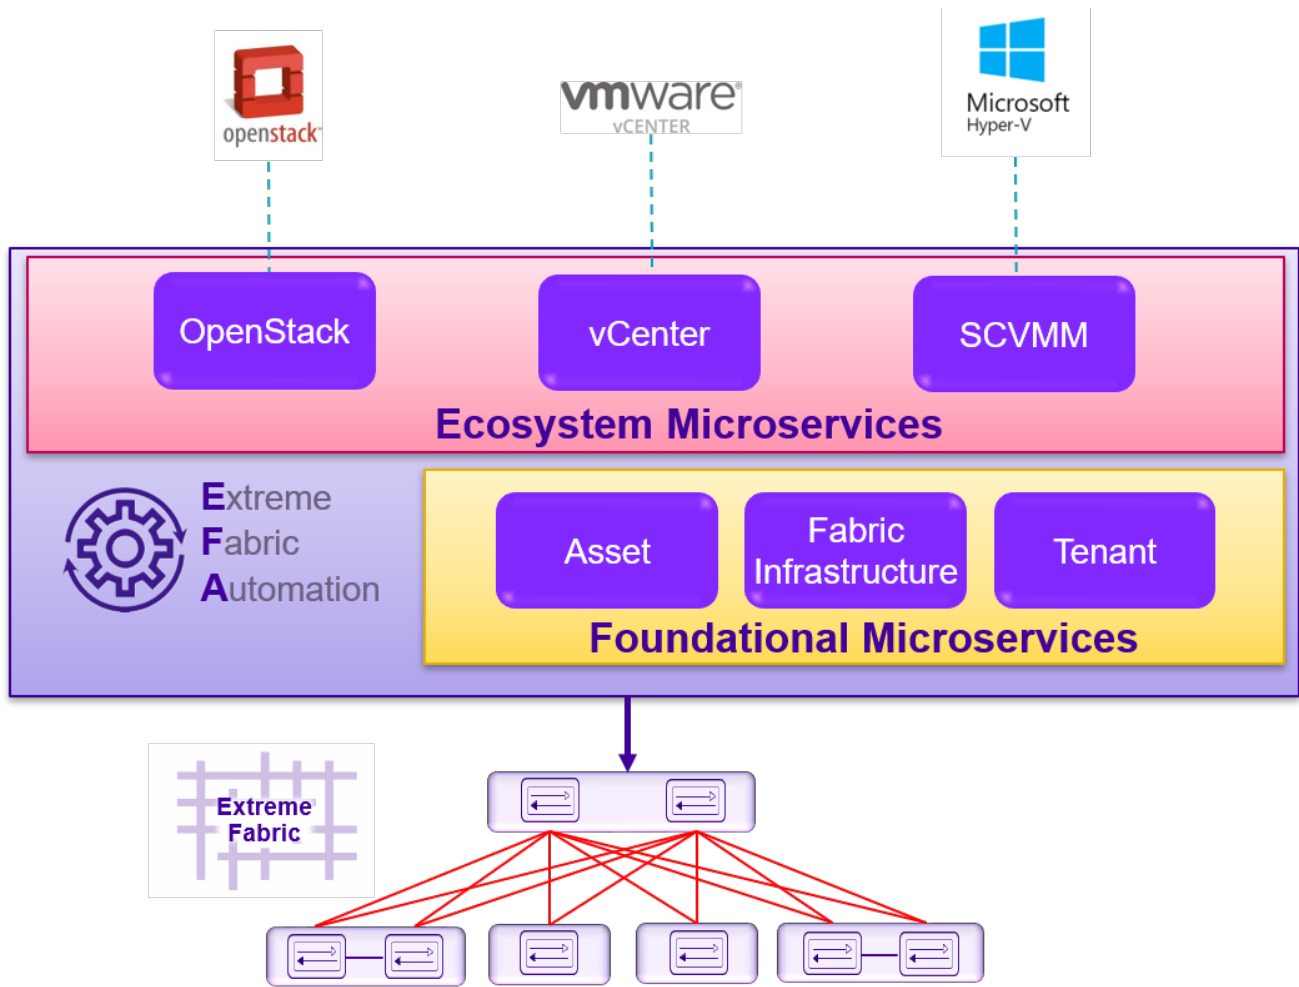 openstack™
vmware®
vCENTER
Microsoft
Hyper-V
OpenStack
vCenter
SCVMM
Ecosystem Microservices
Extreme
Fabric
Automation
Asset
Fabric
Infrastructure
Tenant
Foundational Microservices
Extreme
Fabric